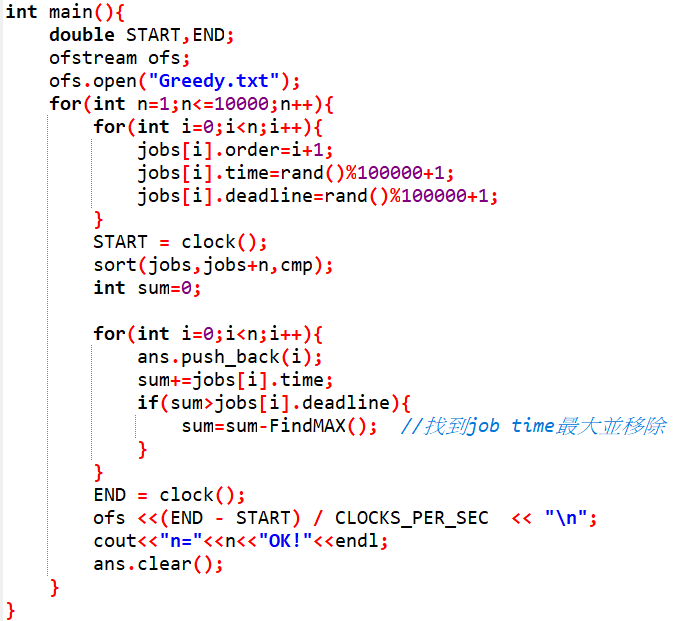 int main(){
    double START,END;
    ofstream ofs;
    ofs.open("Greedy.txt");
    for(int n=1;n<=10000;n++){
        for(int i=0;i<n;i++){
            jobs[i].order=i+1;
            jobs[i].time=rand()%100000+1;
            jobs[i].deadline=rand()%100000+1;
        }
        START = clock();
        sort(jobs,jobs+n,cmp);
        int sum=0;

        for(int i=0;i<n;i++){
            ans.push_back(i);
            sum+=jobs[i].time;
            if(sum>jobs[i].deadline){
                sum=sum-FindMAX();  //找到job time最大並移除
            }
        }
        END = clock();
        ofs <<(END - START) / CLOCKS_PER_SEC  << "\n";
        cout<<"n="<<n<<"OK!"<<endl;
        ans.clear();
    }
}